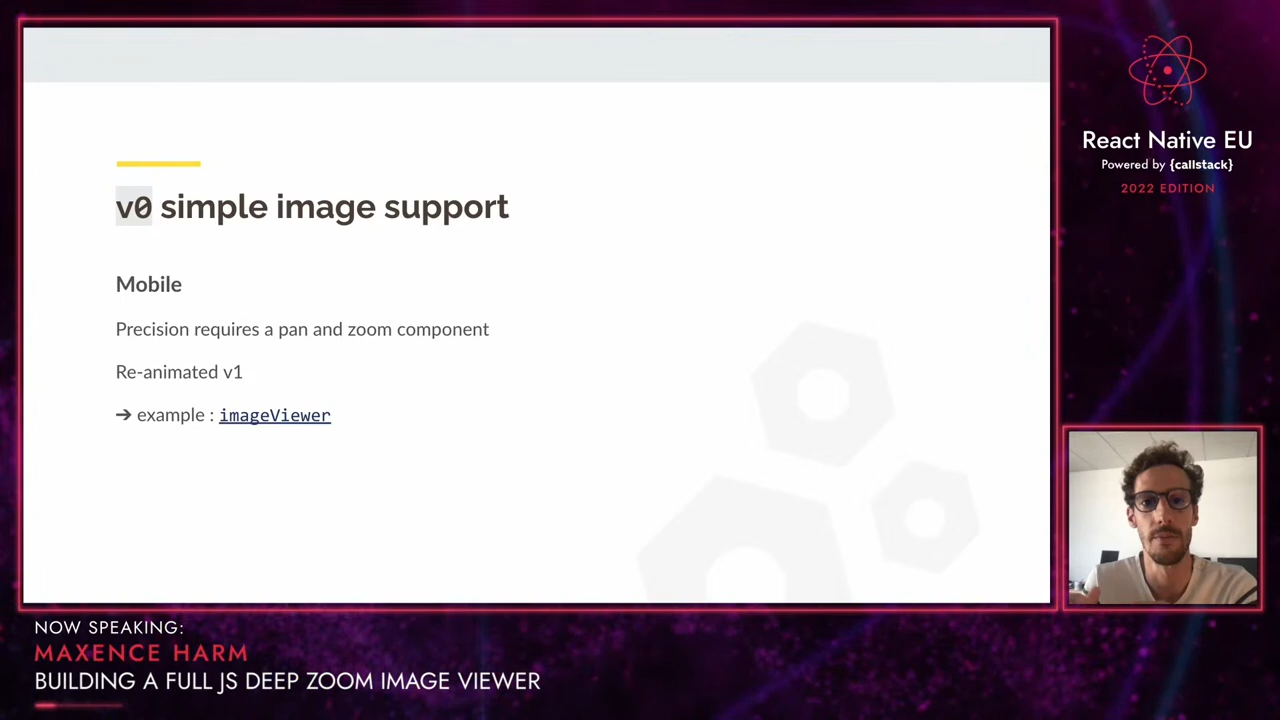 v0 simple image support
Mobile
Precision requires a pan and zoom component
Re-animated v1
➔ example : imageViewer
React Native EU
Powered by {callstack}
2022 EDITION
NOW SPEAKING:
MAXENCE HARM
BUILDING A FULL JS DEEP ZOOM IMAGE VIEWER